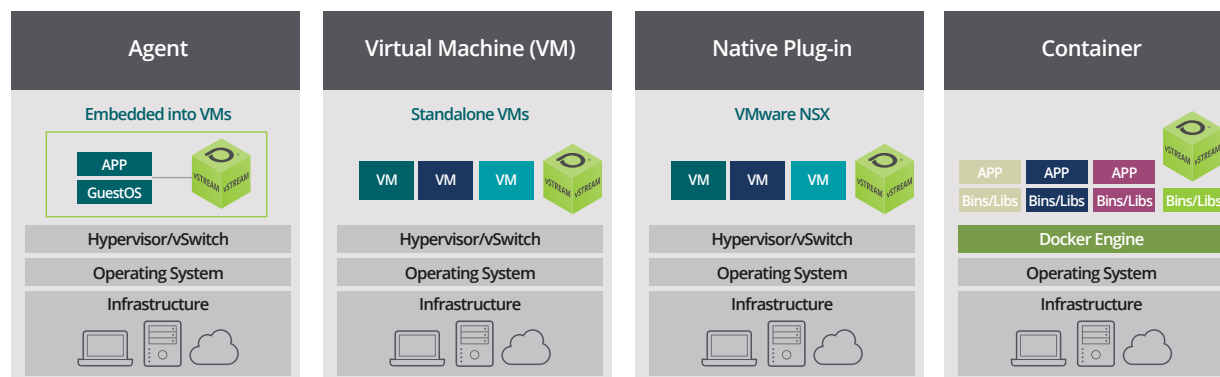 Agent
Embedded into VMs
APP
GuestOS
vSTREAM vSTREAM
Hypervisor/vSwitch
Operating System
Infrastructure
Virtual Machine (VM)
Standalone VMs
VM VM VM
vSTREAM vSTREAM
Hypervisor/vSwitch
Operating System
Infrastructure
Native Plug-in
VMware NSX
VM VM VM
vSTREAM vSTREAM
Hypervisor/vSwitch
Operating System
Infrastructure
Container
vSTREAM vSTREAM
APP APP APP
Bins/Libs Bins/Libs Bins/Libs Bins/Libs
Docker Engine
Operating System
Infrastructure